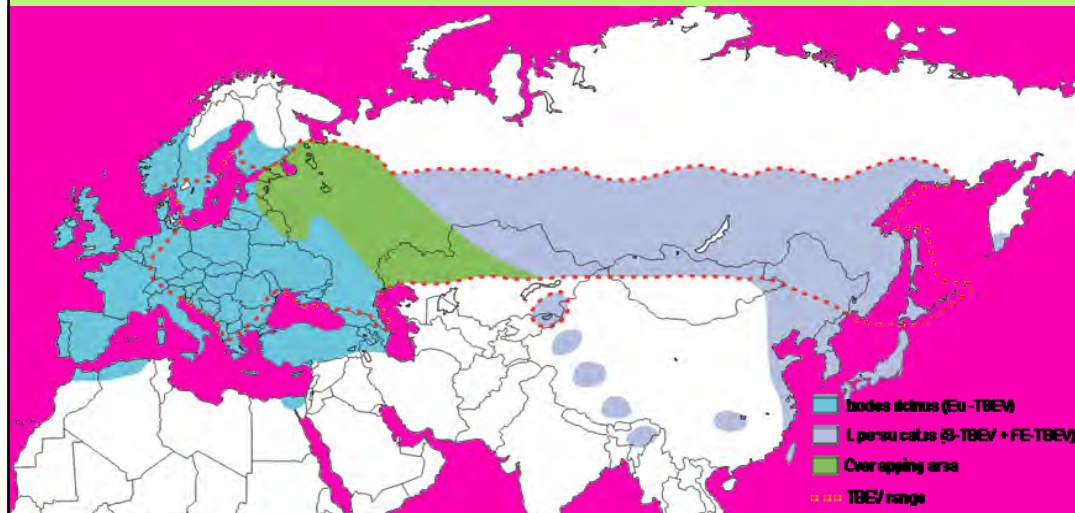 Ixodes ricinus (Eu-TBEV)
I. persulcatus (S-TBEV + FE-TBEV)
Overlapping area
TBEV range